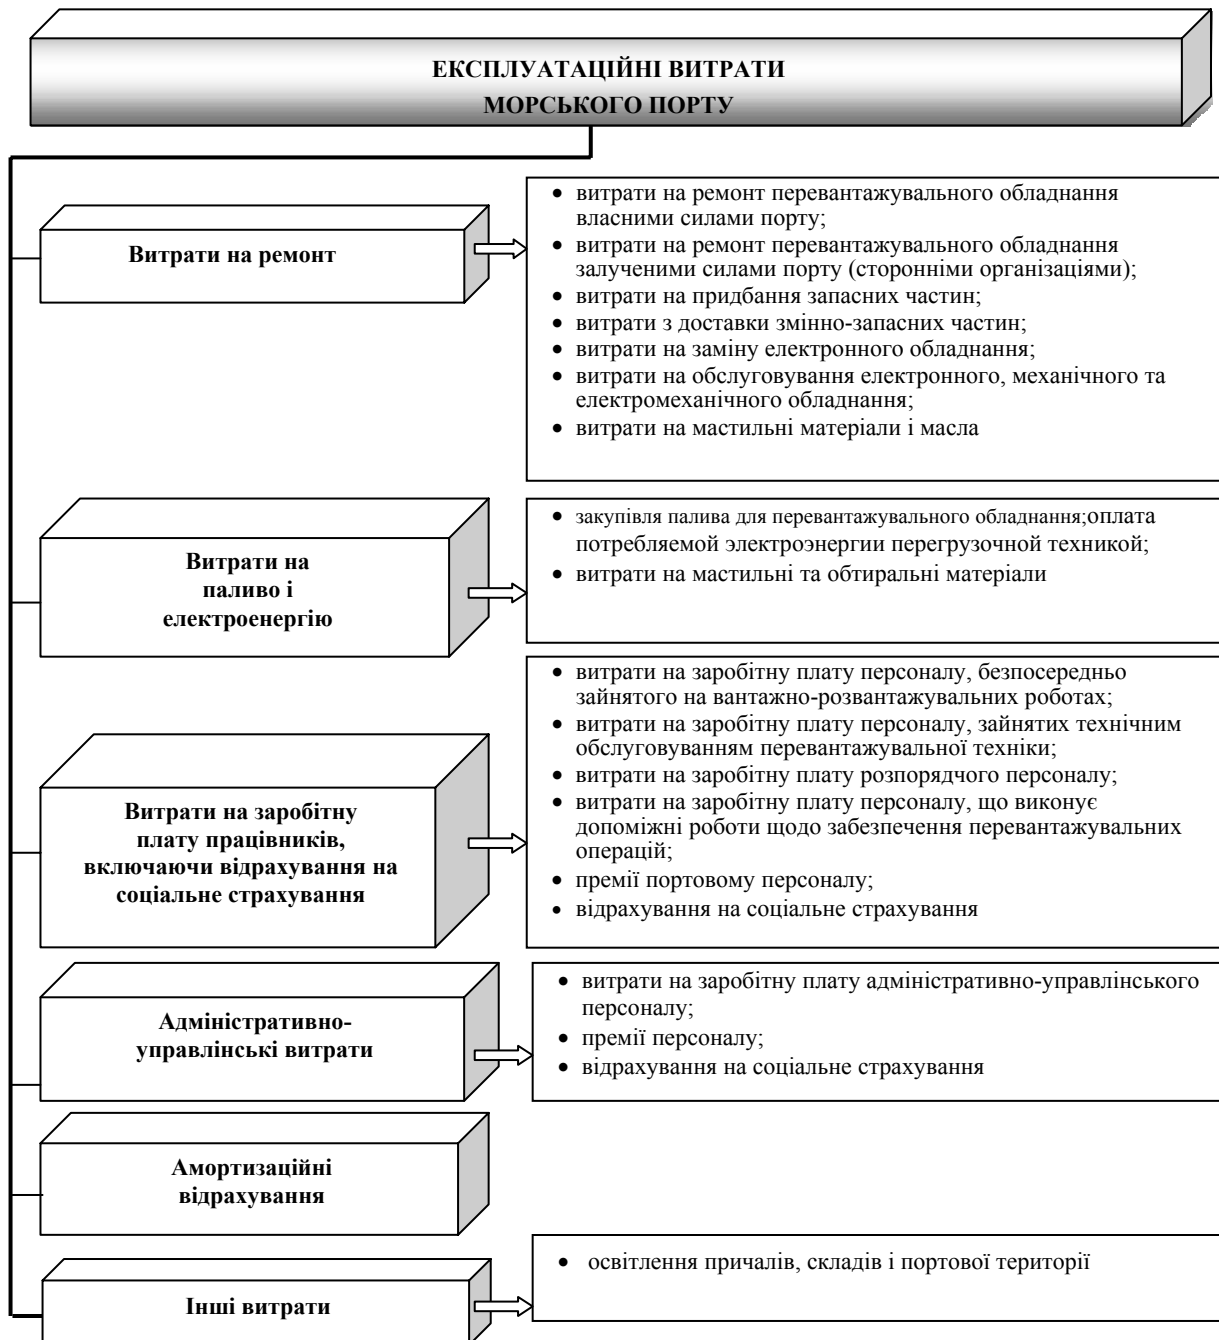 ЕКСПЛУАТАЦІЙНІ ВИТРАТИ
МОРСЬКОГО ПОРТУ
Витрати на ремонт
• витрати на ремонт перевантажувального обладнання
власними силами порту;
• витрати на ремонт перевантажувального обладнання
залученими силами порту (сторонніми організаціями);
• витрати на придбання запасних частин;
• витрати з доставки змінно-запасних частин;
• витрати на заміну електронного обладнання;
• витрати на обслуговування електронного, механічного та
електромеханічного обладнання;
• витрати на мастильні матеріали і масла
Витрати на
паливо і
електроенергію
• закупівля палива для перевантажувального обладнання;оплата
потребляемой электроэнергии перегрузочной техникой;
• витрати на мастильні та обтиральні матеріали
Витрати на заробітну
плату працівників,
включаючи відрахування на
соціальне страхування
• витрати на заробітну плату персоналу, безпосередньо
зайнятого на вантажно-розвантажувальних роботах;
• витрати на заробітну плату персоналу, зайнятих технічним
обслуговуванням перевантажувальної техніки;
• витрати на заробітну плату розпорядчого персоналу;
• витрати на заробітну плату персоналу, що виконує
допоміжні роботи щодо забезпечення перевантажувальних
операцій;
• премії портовому персоналу;
• відрахування на соціальне страхування
Адміністративно-
управлінські витрати
• витрати на заробітну плату адміністративно-управлінського
персоналу;
• премії персоналу;
• відрахування на соціальне страхування
Амортизаційні
відрахування
Інші витрати
• освітлення причалів, складів і портової території